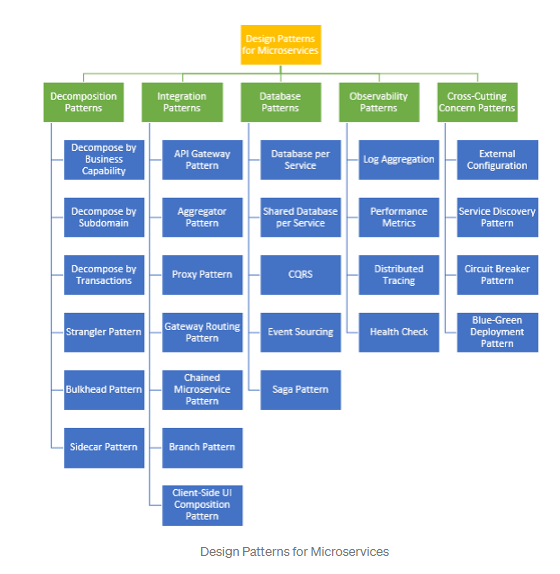 Design Patterns
for Microservices
Decomposition
Patterns
Integration
Patterns
Database
Patterns
Observability
Patterns
Cross-Cutting
Concern Patterns
Decompose by
Business
Capability
Decompose by
Subdomain
Decompose by
Transactions
Strangler Pattern
Bulkhead Pattern
Sidecar Pattern
API Gateway
Pattern
Aggregator
Pattern
Proxy Pattern
Gateway Routing
Pattern
Chained
Microservice
Pattern
Branch Pattern
Client-Side UI
Composition
Pattern
Database per
Service
Shared Database
per Service
CQRS
Event Sourcing
Saga Pattern
Log Aggregation
Performance
Metrics
Distributed
Tracing
Health Check
External
Configuration
Service Discovery
Pattern
Circuit Breaker
Pattern
Blue-Green
Deployment
Pattern
Design Patterns for Microservices